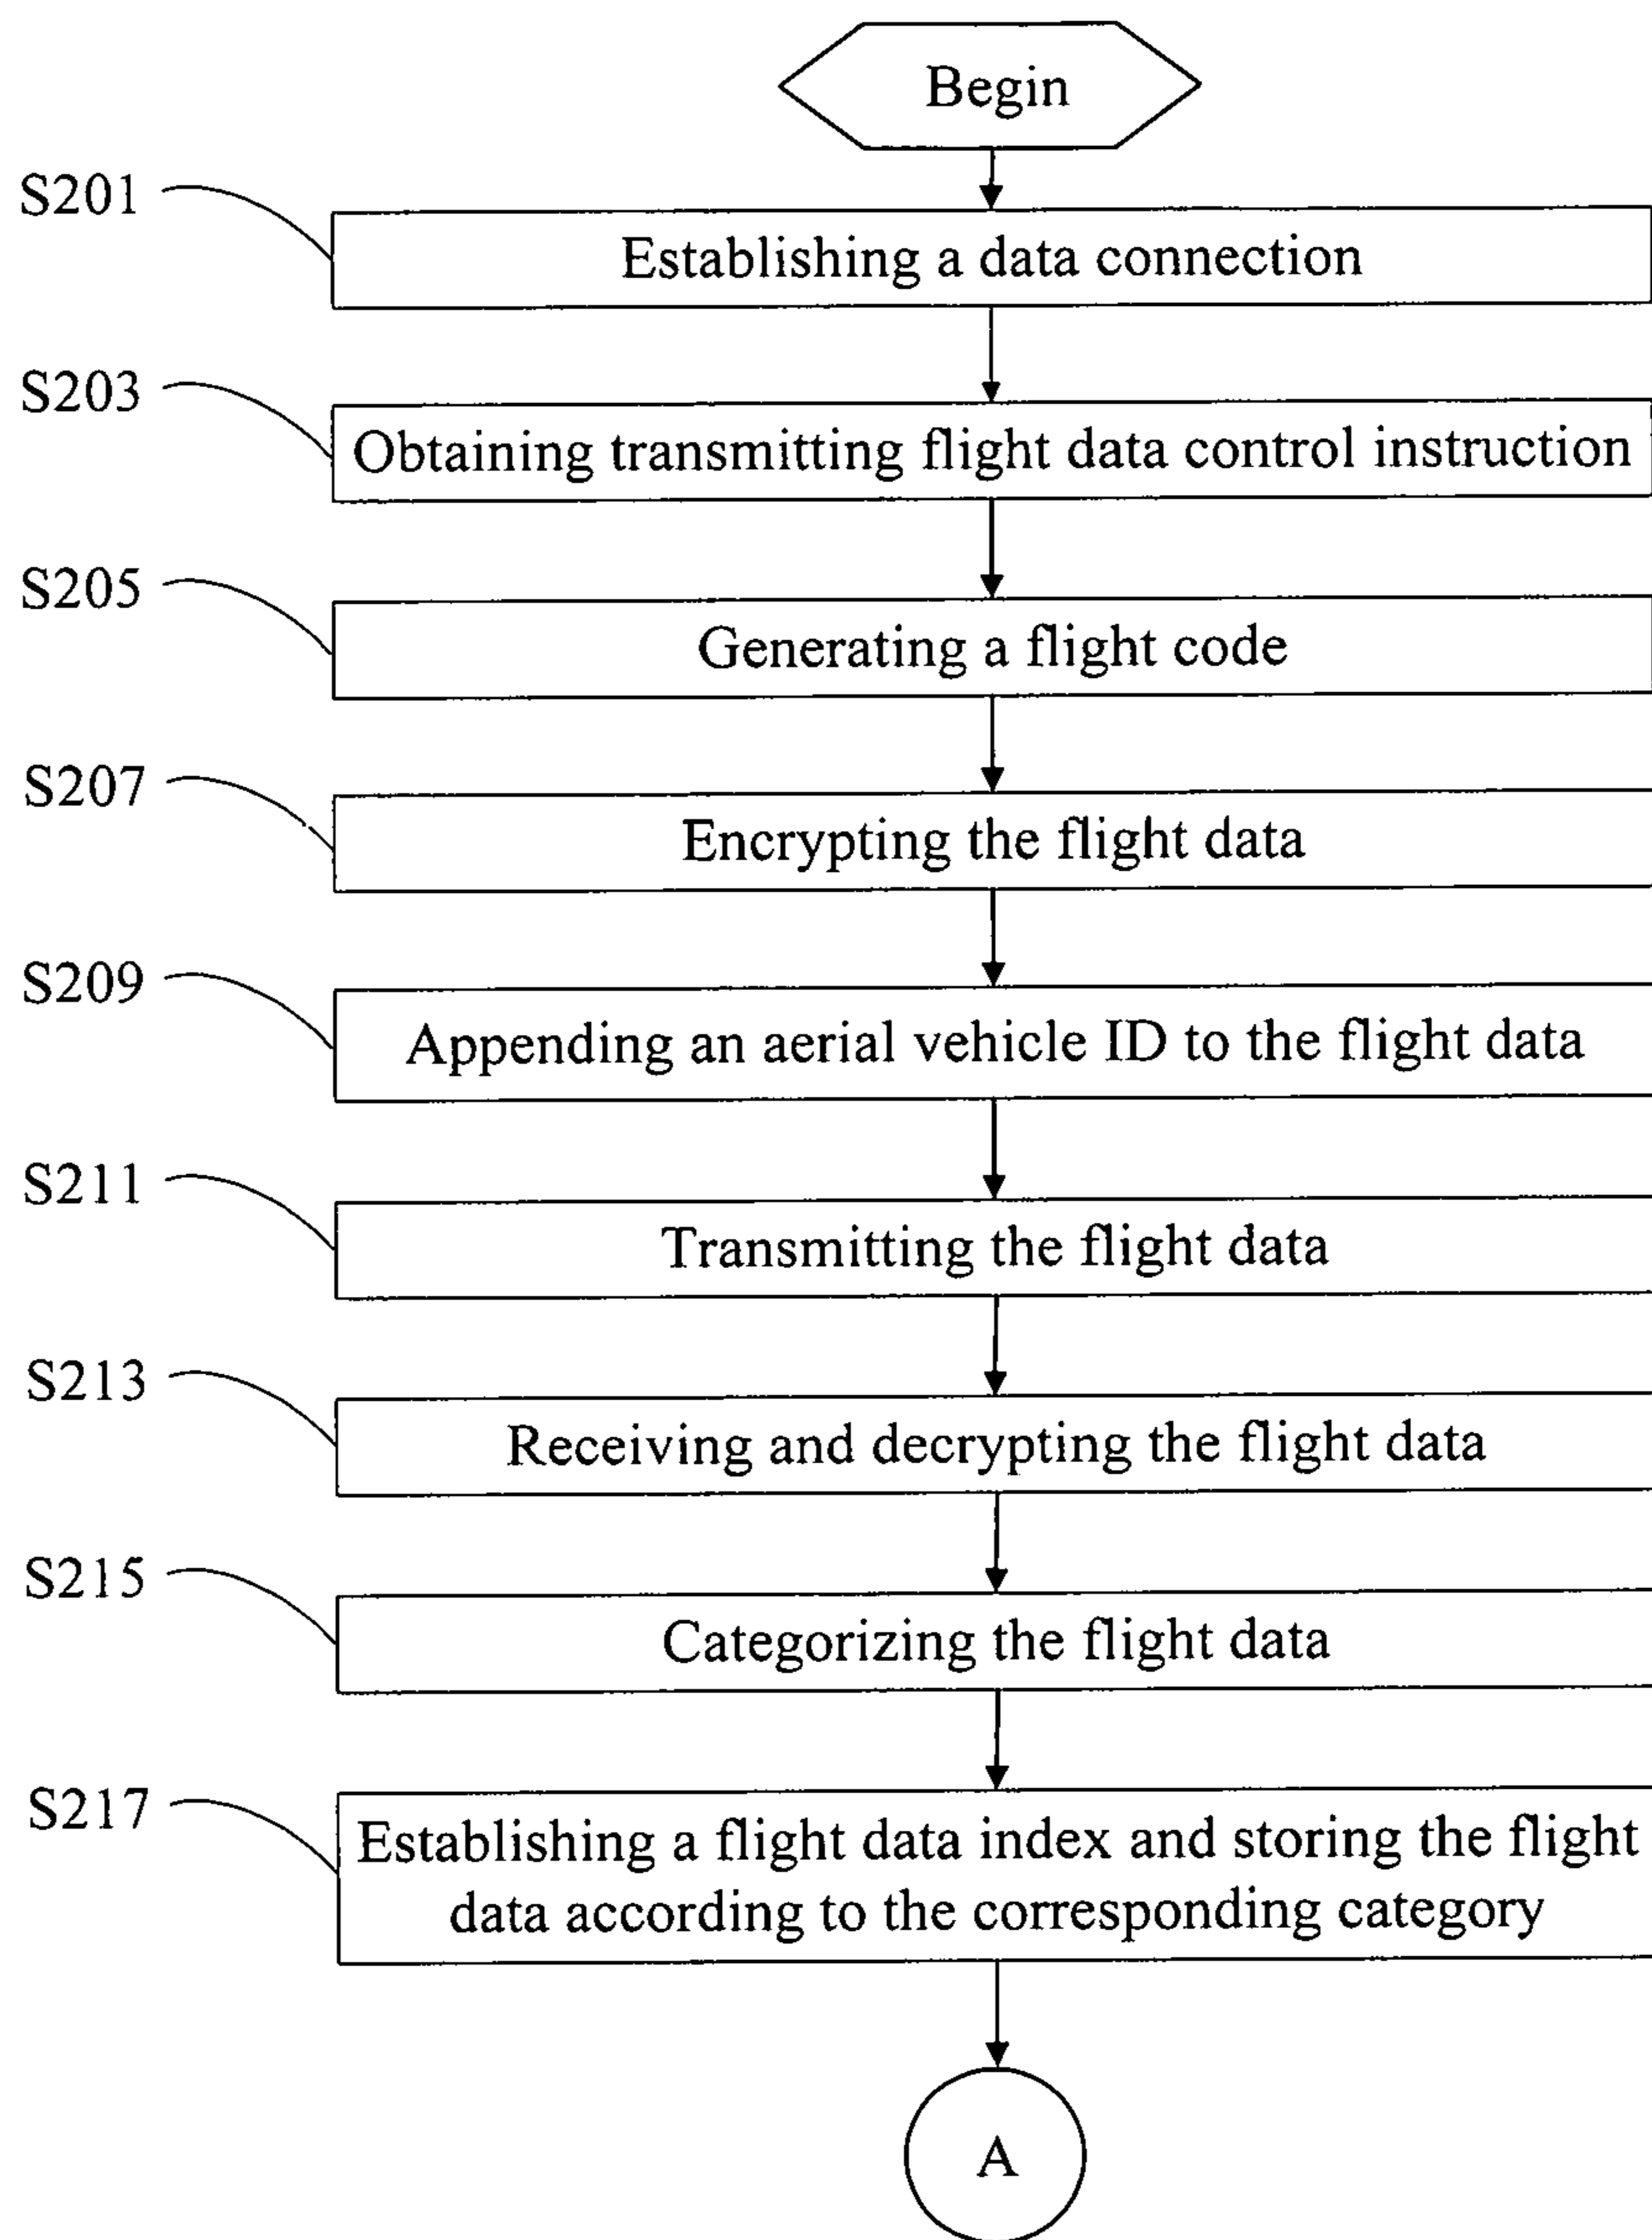 Begin
S201
Establishing a data connection
S203
Obtaining transmitting flight data control instruction
S205
Generating a flight code
S207
Encrypting the flight data
S209
Appending an aerial vehicle ID to the flight data
S211
Transmitting the flight data
S213
Receiving and decrypting the flight data
S215
Categorizing the flight data
S217
Establishing a flight data index and storing the flight
data according to the corresponding category
A